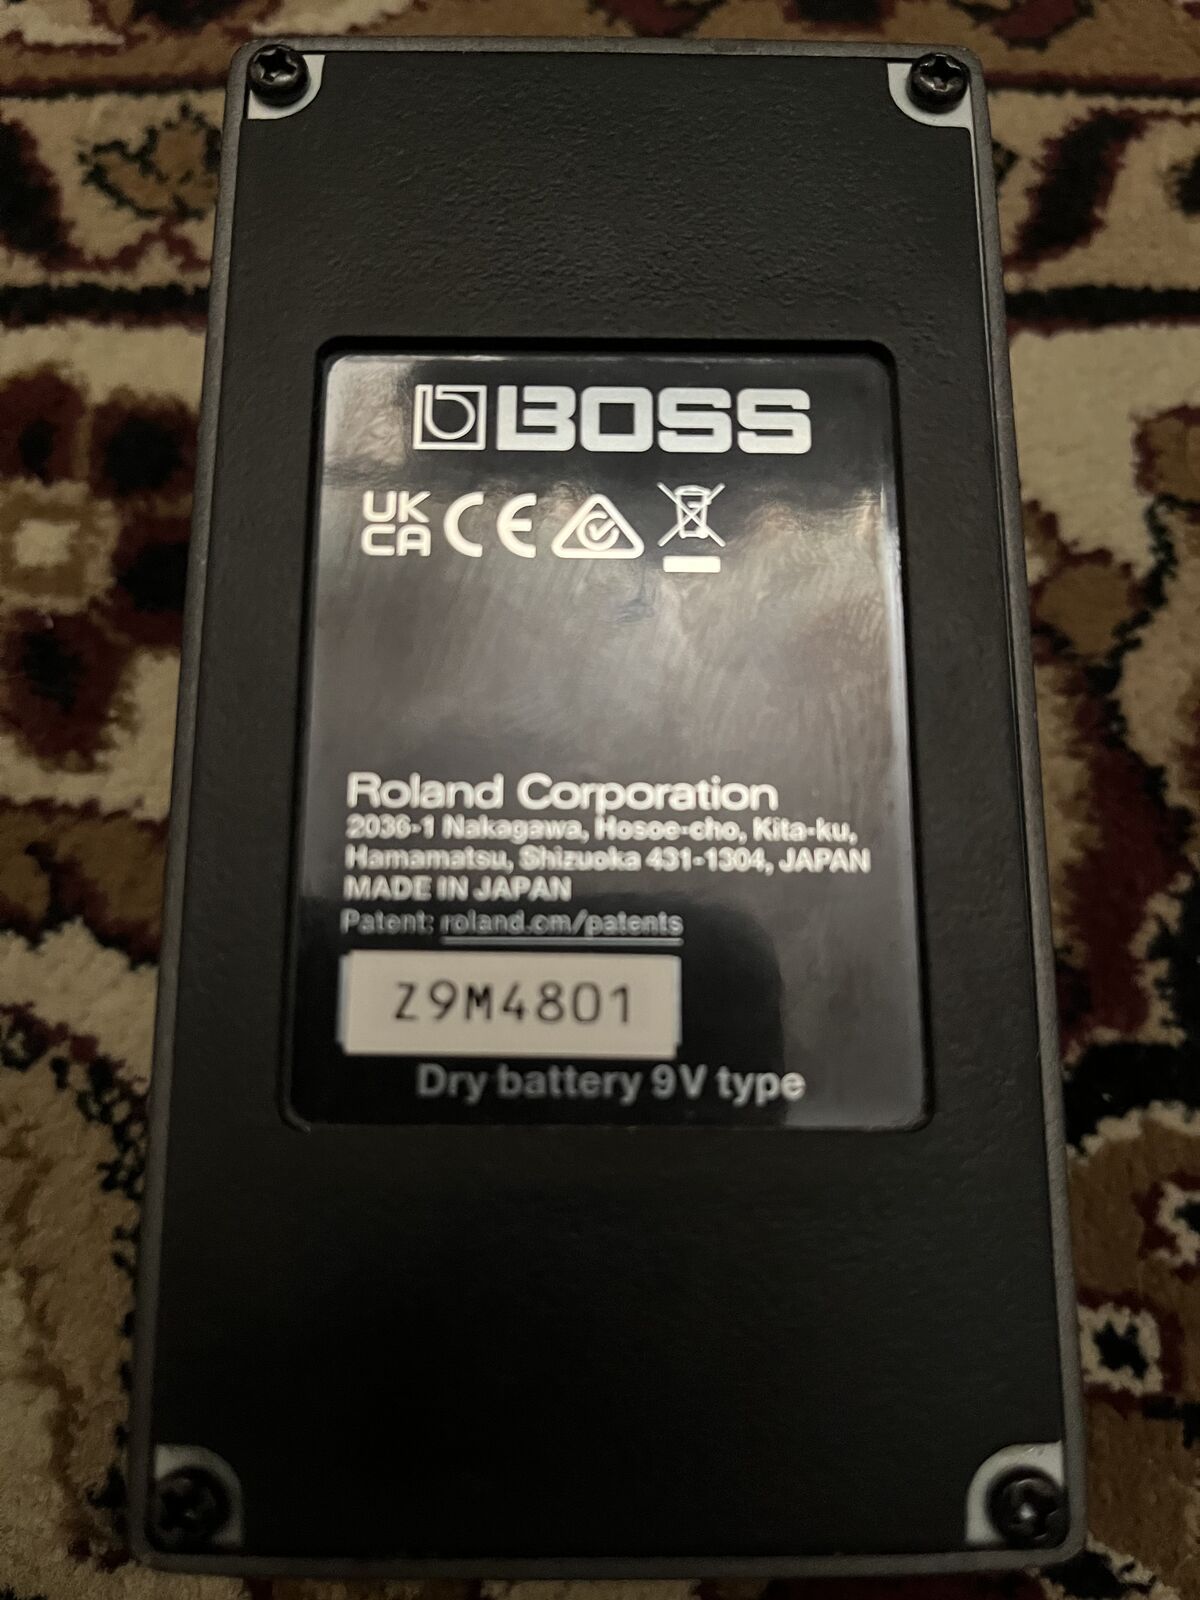 BOSS
UK
CA CE
Roland Corporation
2036-1 Nakagawa, Hosoe-cho, Kita-ku,
Hamamatsu, Shizuoka 431-1304, JAPAN
MADE IN JAPAN
Patent: roland.cm/patents
Z9M4801
Dry battery 9V type